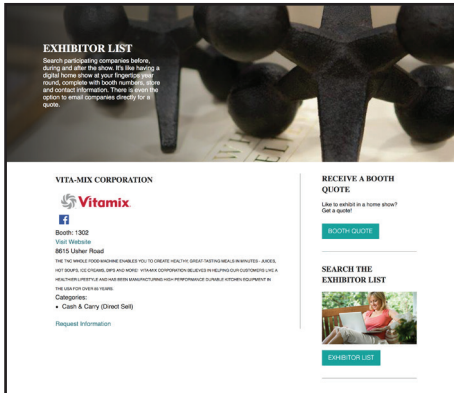 EXHIBITOR LIST
Search participating companies before,
during and after the show. It's like having a
digital home show at your fingertips year
round, complete with booth numbers, store
and contact information. There is even the
option to email companies directly for a
quote.
VITA-MIX CORPORATION
Vitamix
Booth: 1302
Visit Website
8615 Usher Road
THE TNC WHOLE FOOD MACHINE ENABLES YOU TO CREATE HEALTHY, GREAT-TASTING MEALS IN MINUTES - JUICES,
HOT SOUPS, ICE CREAMS, DIPS AND MORE! VITA-MIX CORPORATION BELIEVES IN HELPING OUR CUSTOMERS LIVE A
HEALTHIER LIFESTYLE AND HAS BEEN MANUFACTURING HIGH PERFORMANCE DURABLE KITCHEN EQUIPMENT IN
THE USA FOR OVER 85 YEARS.
Categories:
• Cash & Carry (Direct Sell)
Request Information
RECEIVE A BOOTH
QUOTE
Like to exhibit in a home show?
Get a quote!
BOOTH QUOTE
SEARCH THE
EXHIBITOR LIST
EXHIBITOR LIST